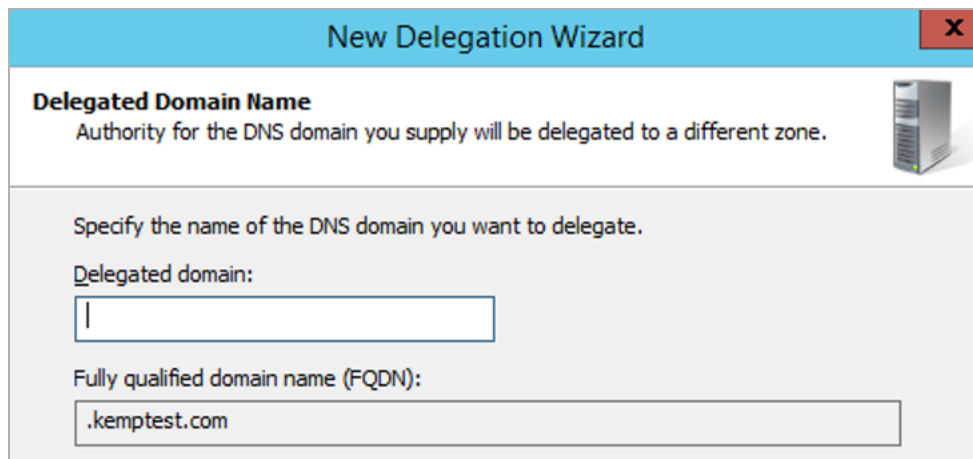 New Delegation Wizard
x
Delegated Domain Name
Authority for the DNS domain you supply will be delegated to a different zone.
Specify the name of the DNS domain you want to delegate.
Delegated domain:
Fully qualified domain name (FQDN):
.kemptest.com